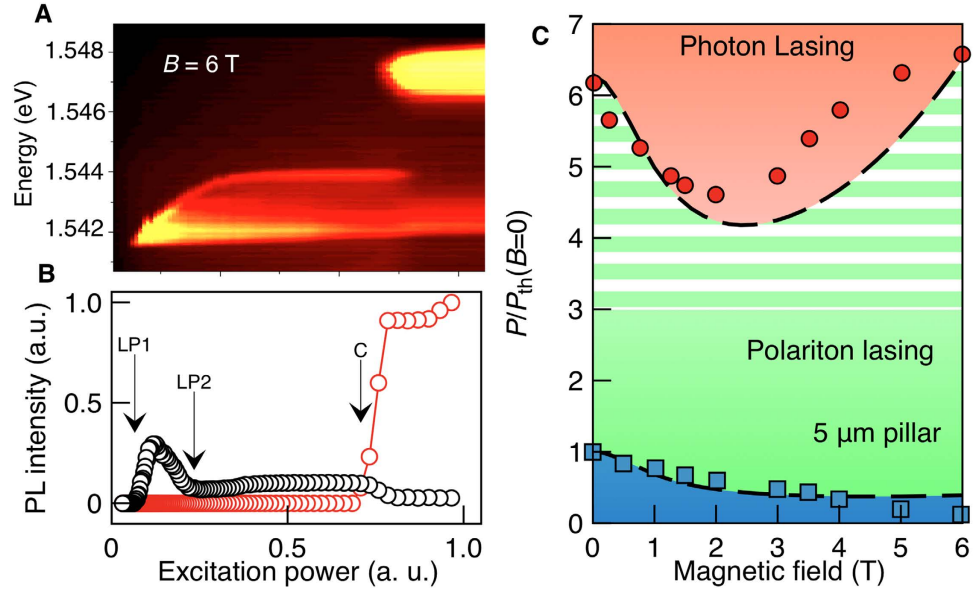 A
B = 6 T
Energy (eV)
1.548
1.546
1.544
1.542
B
PL intensity (a.u.)
1.0
0.5
0
LP1
LP2
C
0
0.5
1.0
Excitation power (a. u.)
C
P/Pth(B=0)
7
6
5
4
3
2
1
0
Photon Lasing
Polariton lasing
5 µm pillar
0
1
2
3
4
5
6
Magnetic field (T)